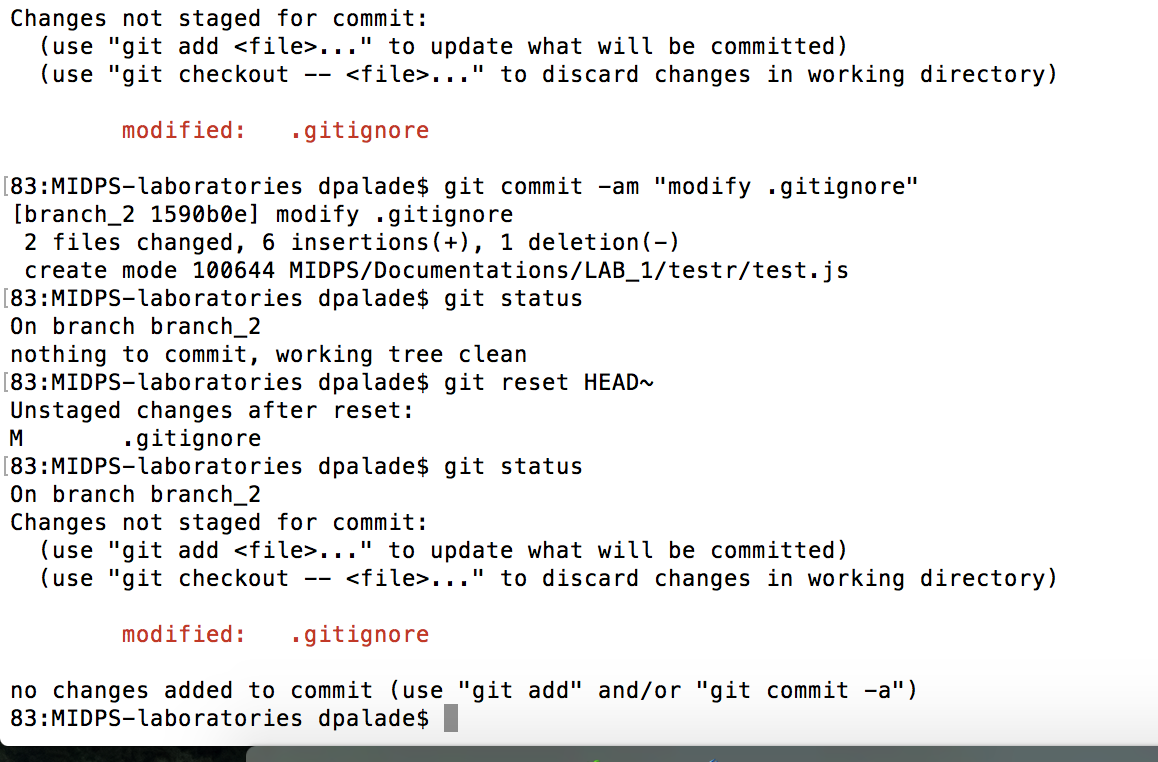 Changes not staged for commit:
  (use "git add <file>..." to update what will be committed)
  (use "git checkout -- <file>..." to discard changes in working directory)

        modified:   .gitignore

[83:MIDPS-laboratories dpalade$ git commit -am "modify .gitignore"
[branch_2 1590b0e] modify .gitignore
 2 files changed, 6 insertions(+), 1 deletion(-)
 create mode 100644 MIDPS/Documentations/LAB_1/testr/test.js
[83:MIDPS-laboratories dpalade$ git status
On branch branch_2
nothing to commit, working tree clean
[83:MIDPS-laboratories dpalade$ git reset HEAD~
Unstaged changes after reset:
M       .gitignore
[83:MIDPS-laboratories dpalade$ git status
On branch branch_2
Changes not staged for commit:
  (use "git add <file>..." to update what will be committed)
  (use "git checkout -- <file>..." to discard changes in working directory)

        modified:   .gitignore

no changes added to commit (use "git add" and/or "git commit -a")
83:MIDPS-laboratories dpalade$